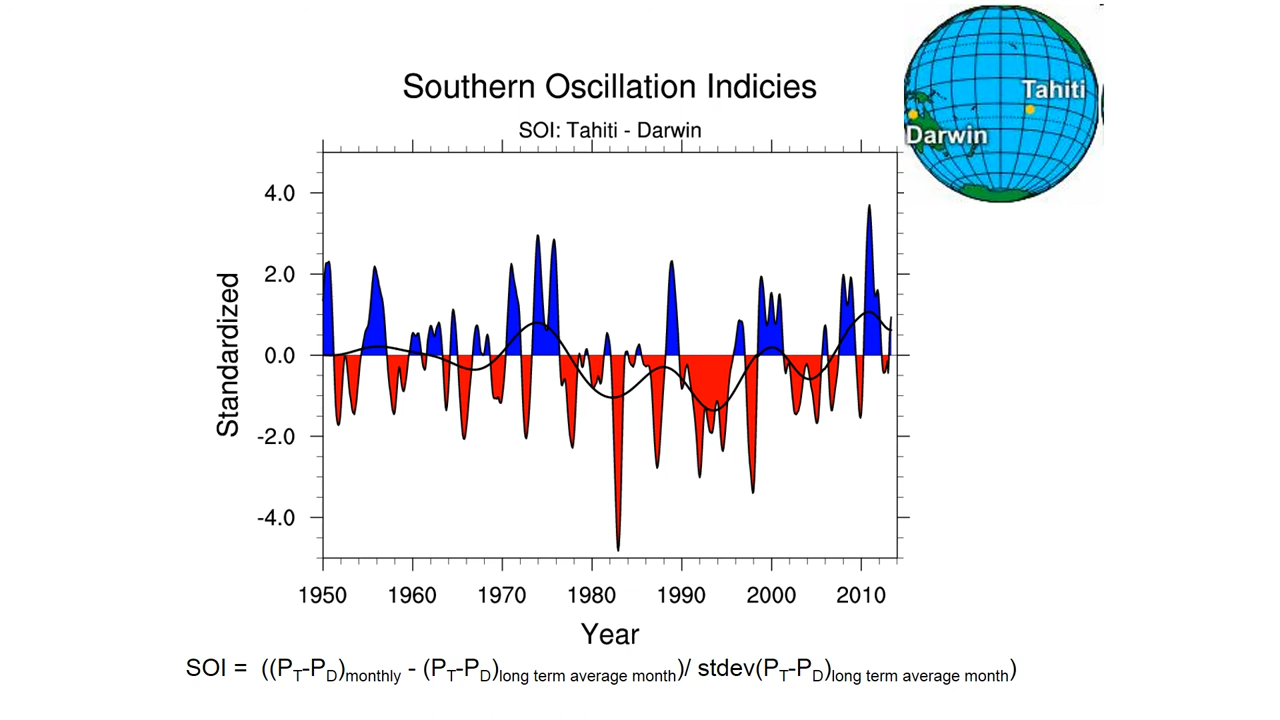 Southern Oscillation Indicies
SOI: Tahiti - Darwin
Tahiti
Darwin
4.0
2.0
0.0
-2.0
-4.0
Standardized
1950 1960 1970 1980 1990 2000 2010
Year
SOI = ((PT-PD)monthly - (PT-PD)long term average month)/ stdev(PT-PD)long term average month)